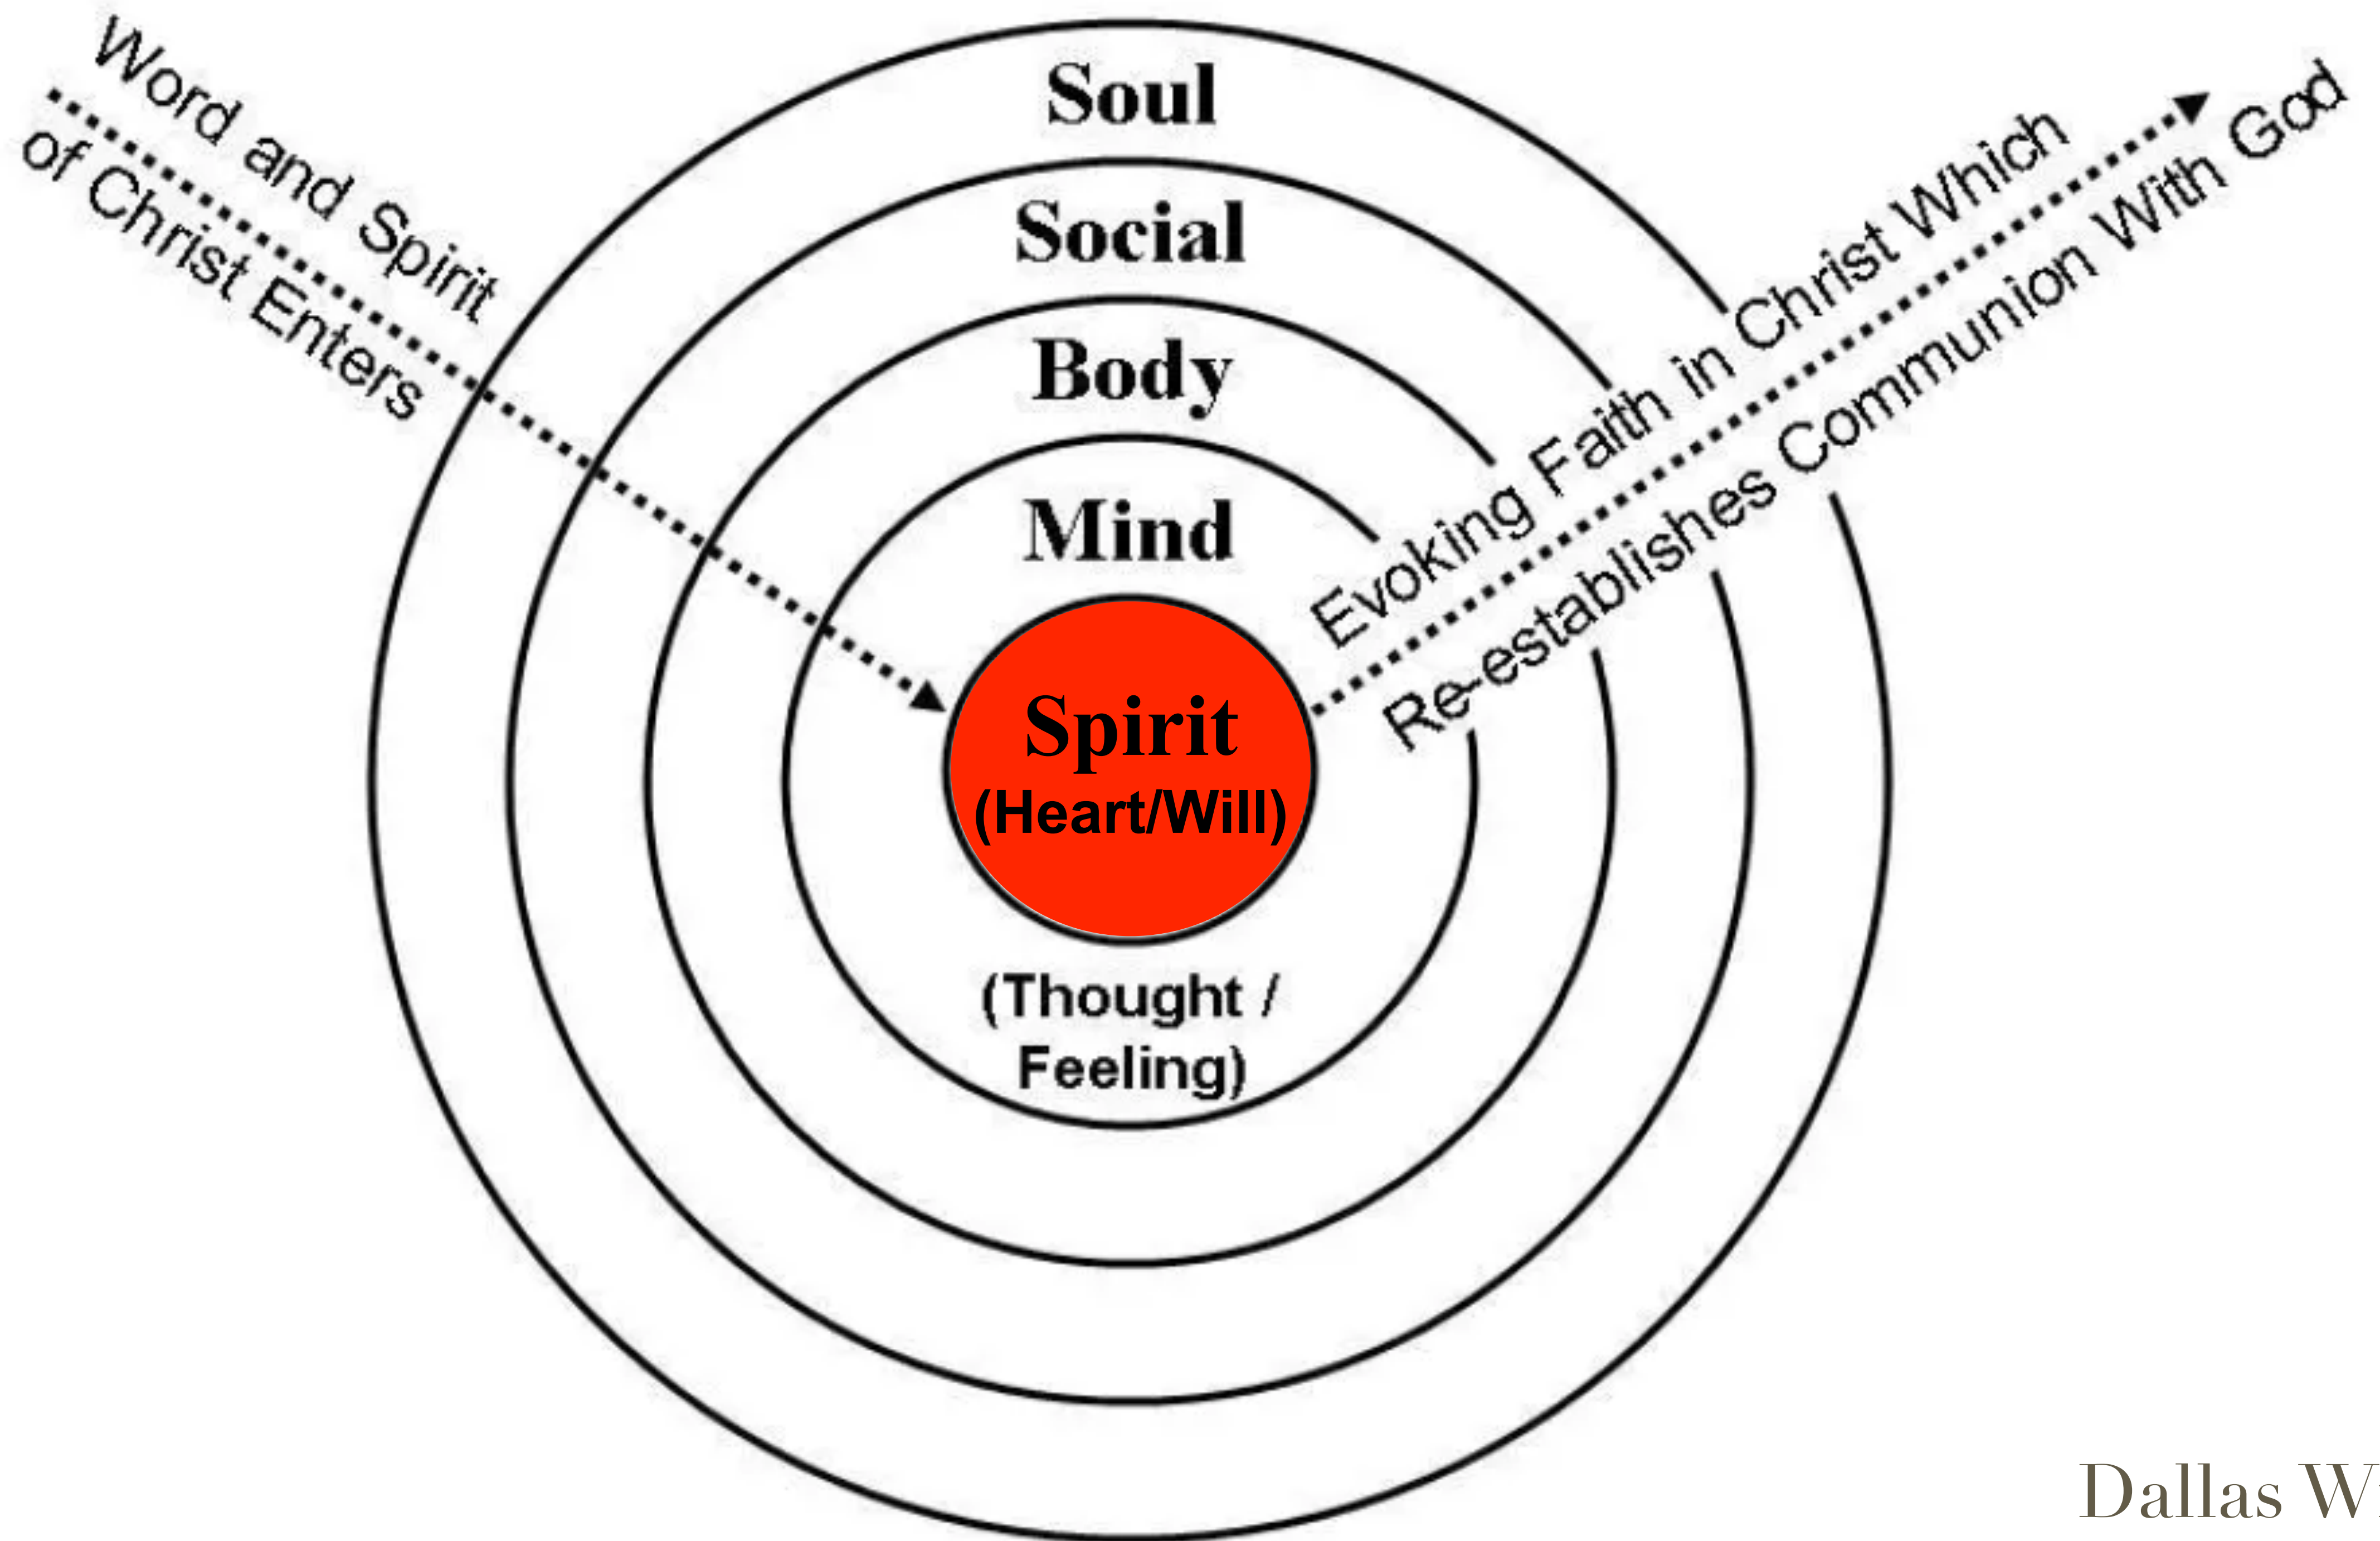 Word and Spirit
of Christ Enters
Soul
Social
Body
Mind
Spirit
(Heart/Will)
(Thought /
Feeling)
Evoking Faith in Christ Which
Re-establishes Communion With God
Dallas